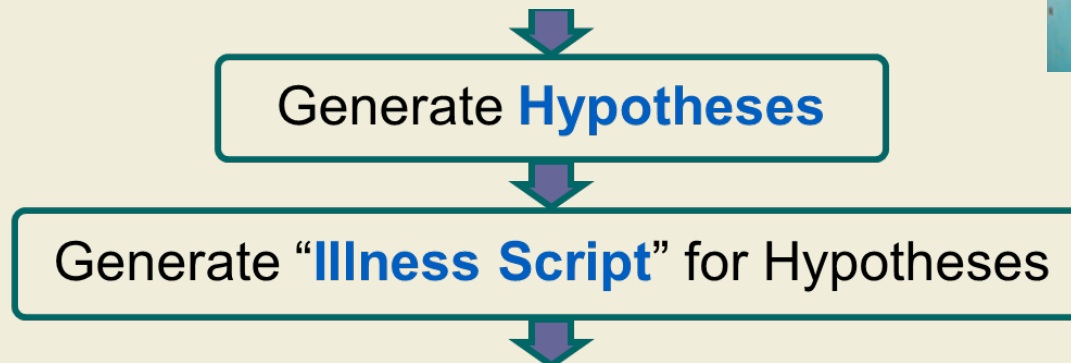 Generate Hypotheses
Generate “Illness Script” for Hypotheses